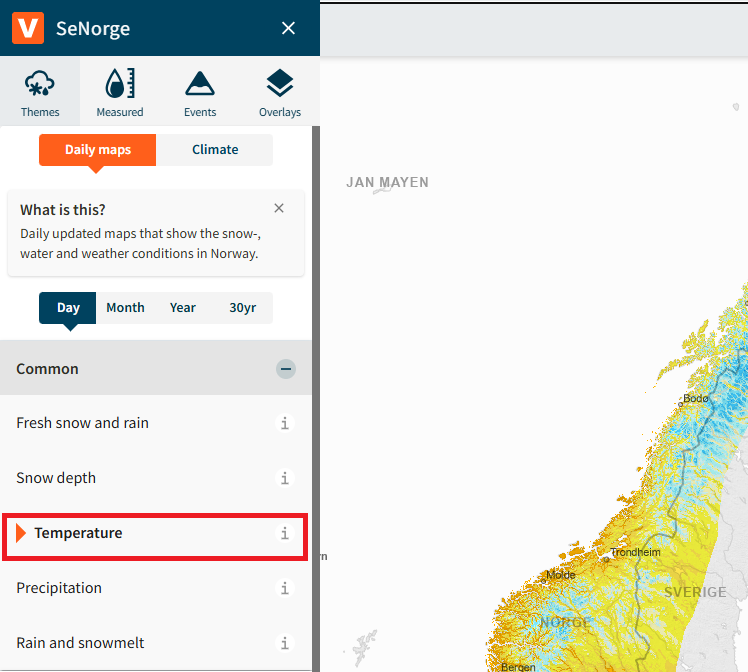 V SeNorge
Themes
Measured
Events
Overlays
Daily maps
Climate
What is this?
Daily updated maps that show the snow-,
water and weather conditions in Norway.
Day
Month
Year
30yr
Common
Fresh snow and rain
i
Snow depth
i
Temperature
i
Precipitation
i
Rain and snowmelt
i
JAN MAYEN
Bodø
Trondheim
Molde
SVERIGE
NORGE
Bergen